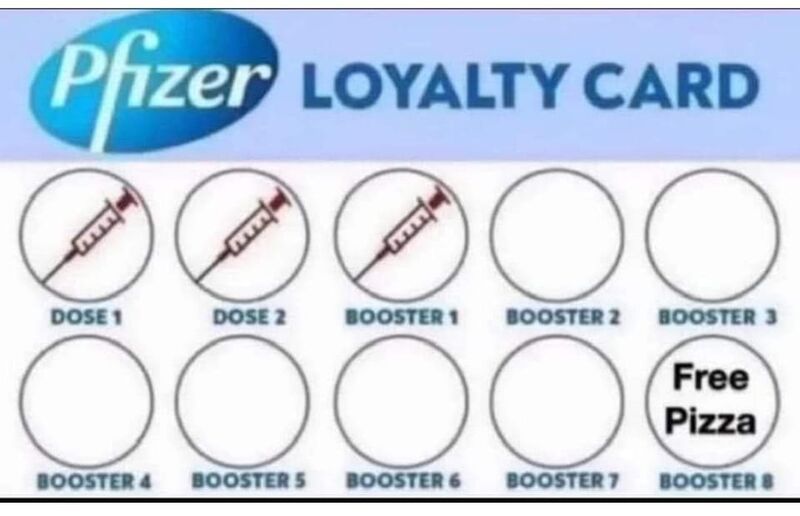 Pfizer LOYALTY CARD
DOSE 1 DOSE 2 BOOSTER 1 BOOSTER 2 BOOSTER 3
Free
Pizza
BOOSTER 4 BOOSTER 5 BOOSTER 6 BOOSTER 7 BOOSTER 8